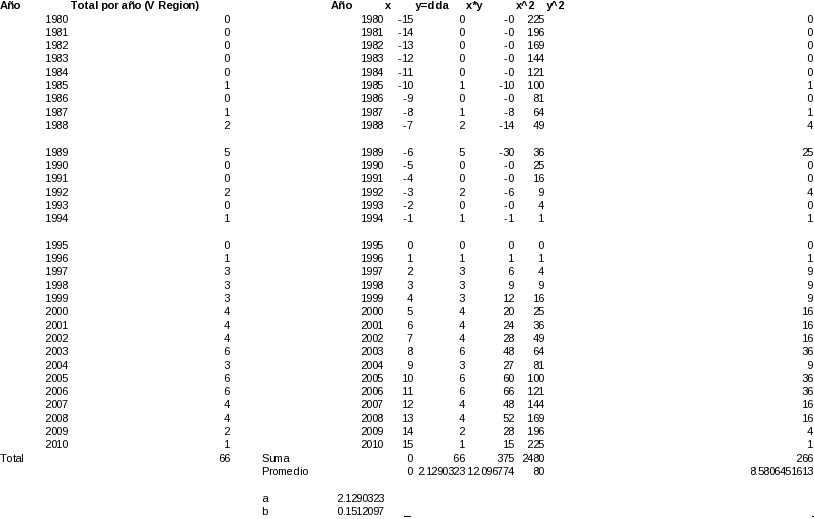 Año Total por año (V Region) Año x y=dda x*y x^2 y^2
1980 0 1980 -15 0 -0 225 0
1981 0 1981 -14 0 -0 196 0
1982 0 1982 -13 0 -0 169 0
1983 0 1983 -12 0 -0 144 0
1984 0 1984 -11 0 -0 121 0
1985 1 1985 -10 1 -10 100 1
1986 0 1986 -9 0 -0 81 0
1987 1 1987 -8 1 -8 64 1
1988 2 1988 -7 2 -14 49 4
1989 5 1989 -6 5 -30 36 25
1990 0 1990 -5 0 -0 25 0
1991 0 1991 -4 0 -0 16 0
1992 2 1992 -3 2 -6 9 4
1993 0 1993 -2 0 -0 4 0
1994 1 1994 -1 1 -1 1 1
1995 0 1995 0 0 0 0 0
1996 1 1996 1 1 1 1 1
1997 3 1997 2 3 6 4 9
1998 3 1998 3 3 9 9 9
1999 3 1999 4 3 12 16 9
2000 4 2000 5 4 20 25 16
2001 4 2001 6 4 24 36 16
2002 4 2002 7 4 28 49 16
2003 6 2003 8 6 48 64 36
2004 3 2004 9 3 27 81 9
2005 6 2005 10 6 60 100 36
2006 6 2006 11 6 66 121 36
2007 4 2007 12 4 48 144 16
2008 4 2008 13 4 52 169 16
2009 2 2009 14 2 28 196 4
2010 1 2010 15 1 15 225 1
Total 66 Suma 0 66 375 2480 266
Promedio 0 2.1290323 12.096774 80 8.5806451613
a 2.1290323
b 0.1512097